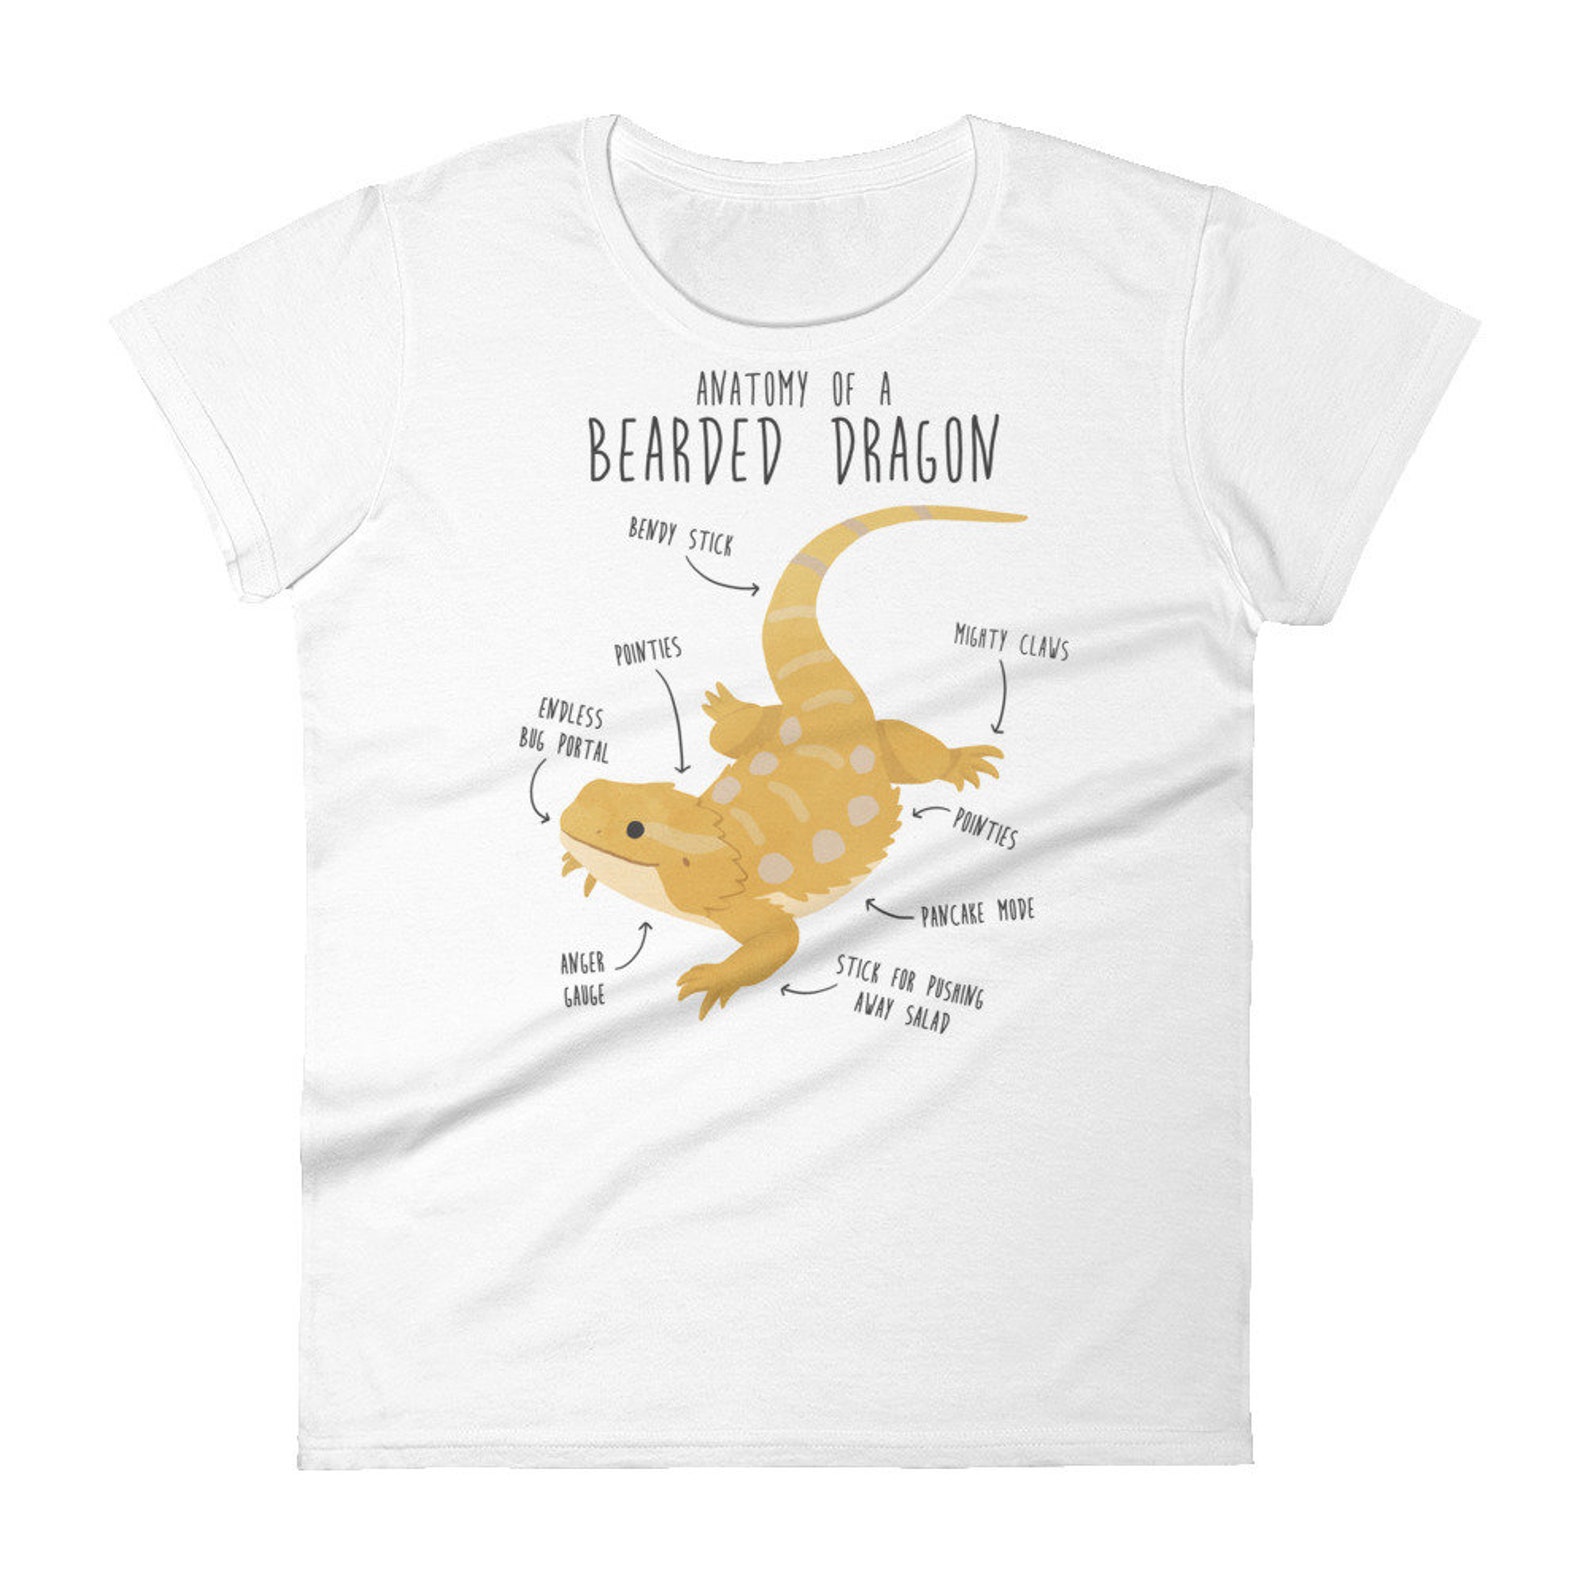 ANATOMY OF A
BEARDED DRAGON
BENDY STICK
POINTIES
MIGHTY CLAWS
ENDLESS
BUG PORTAL
POINTIES
PANCAKE MODE
ANGER
GAUGE
STICK FOR PUSHING
AWAY SALAD